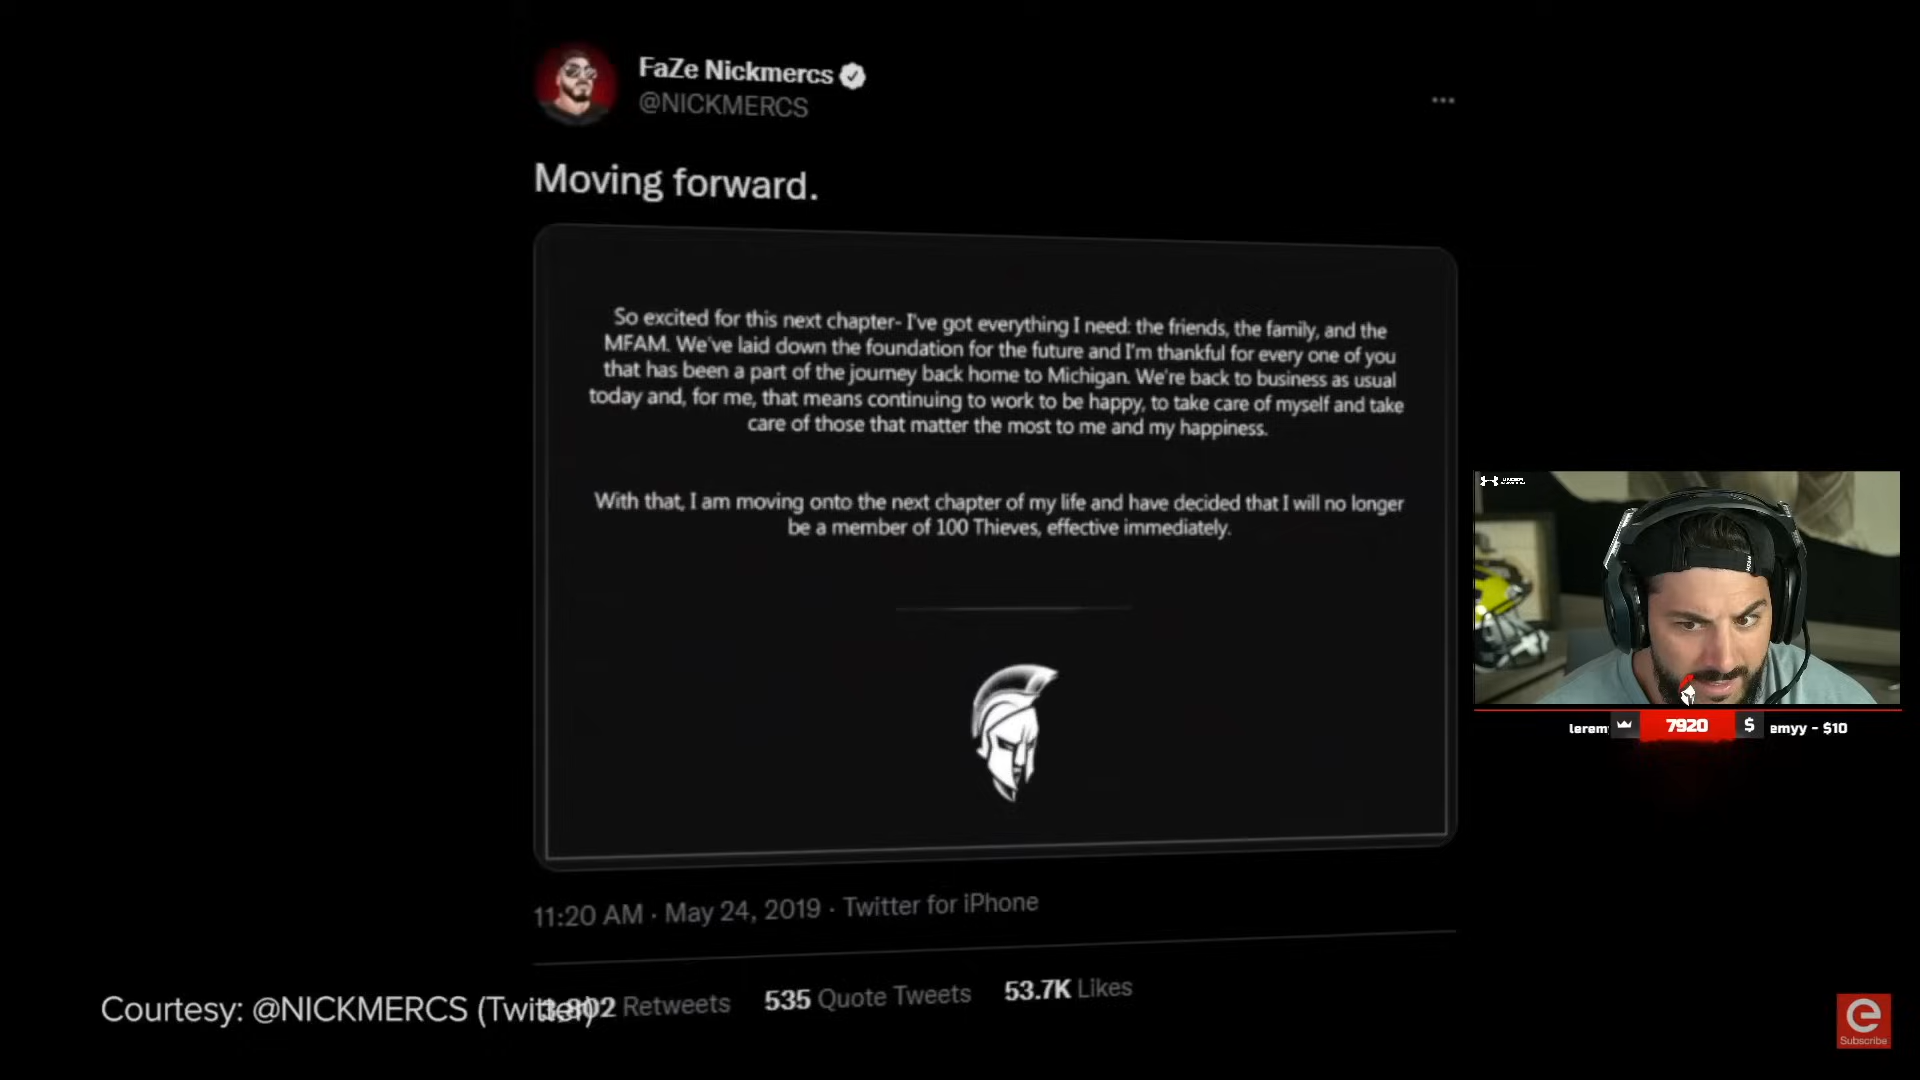 FaZe Nickmercs
@NICKMERCS
Moving forward.
So excited for this next chapter- I've got everything I need: the friends, the family, and the
MFAM. We've laid down the foundation for the future and I'm thankful for every one of you
that has been a part of the journey back home to Michigan. We're back to business as usual
today and, for me, that means continuing to work to be happy, to take care of myself and take
care of those that matter the most to me and my happiness.
With that, I am moving onto the next chapter of my life and have decided that I will no longer
be a member of 100 Thieves, effective immediately.
11:20 AM · May 24, 2019 · Twitter for iPhone
Retweets 535 Quote Tweets 53.7K Likes
Courtesy: @NICKMERCS (Twitter)
UNDER
lerem 7920 $ emyy - $10
e
Subscribe